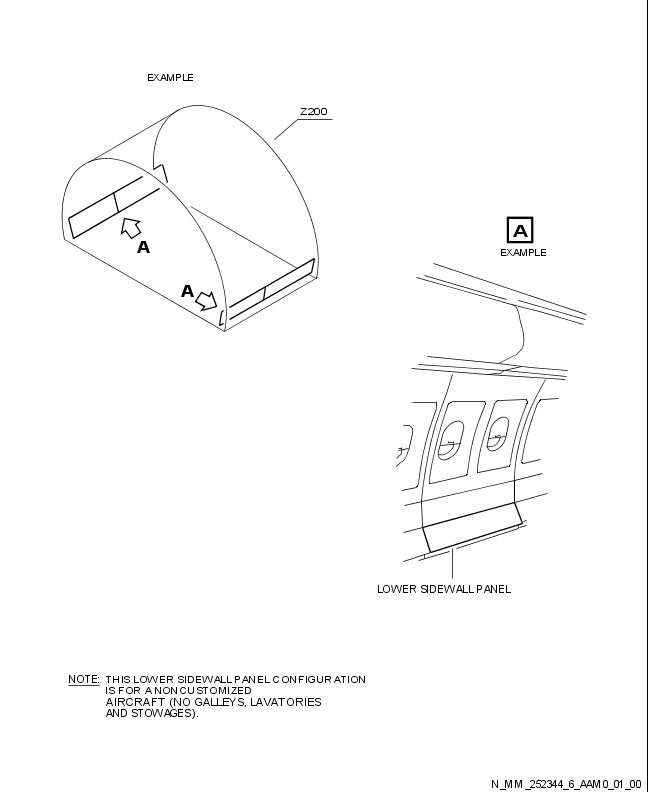 EXAMPLE
Z200
A
A
A
EXAMPLE
LOWER SIDEWALL PANEL
NOTE: THIS LOWER SIDEWALL PANEL CONFIGURATION
IS FOR A NONCUSTOMIZED
AIRCRAFT (NO GALLEYS, LAVATORIES
AND STOWAGES).
N_MM_252344_6_AAM0_01_00